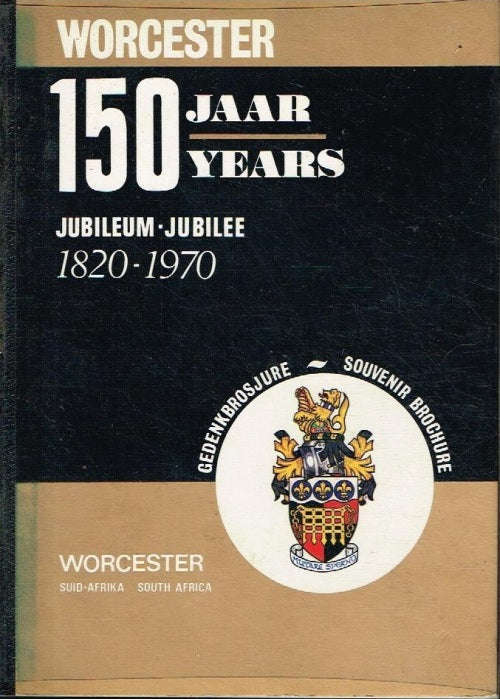 WORCESTER
150 JAAR
YEARS
JUBILEUM·JUBILEE
1820-1970
GEDENKBROSJURE ~ SOUVENIR BROCHURE
WORCESTER
SUID-AFRIKA SOUTH AFRICA